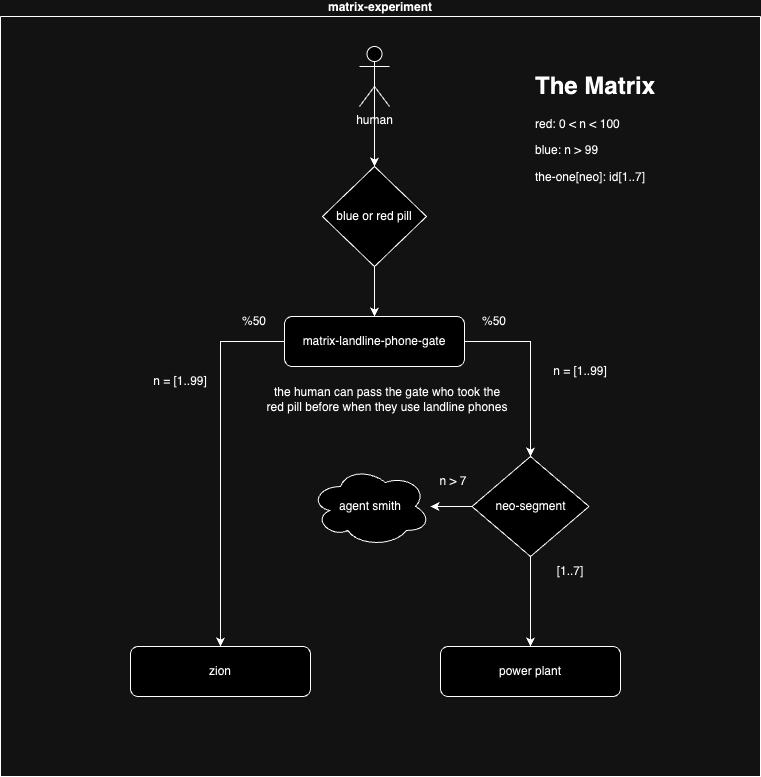 matrix-experiment
The Matrix
red: 0 < n < 100
blue: n > 99
the-one[neo]: id[1..7]
human
blue or red pill
%50
%50
matrix-landline-phone-gate
n = [1..99]
n = [1..99]
the human can pass the gate who took the
red pill before when they use landline phones
n > 7
agent smith
neo-segment
[1..7]
zion
power plant